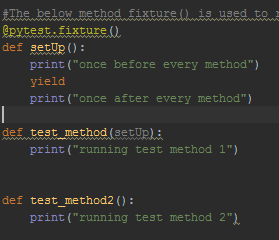 #The below method fixture() is used to
@pytest.fixture()
def setUp():
    print("once before every method")
    yield
    print("once after every method")
def test_method(setUp):
    print("running test method 1")
def test_method2():
    print("running test method 2")